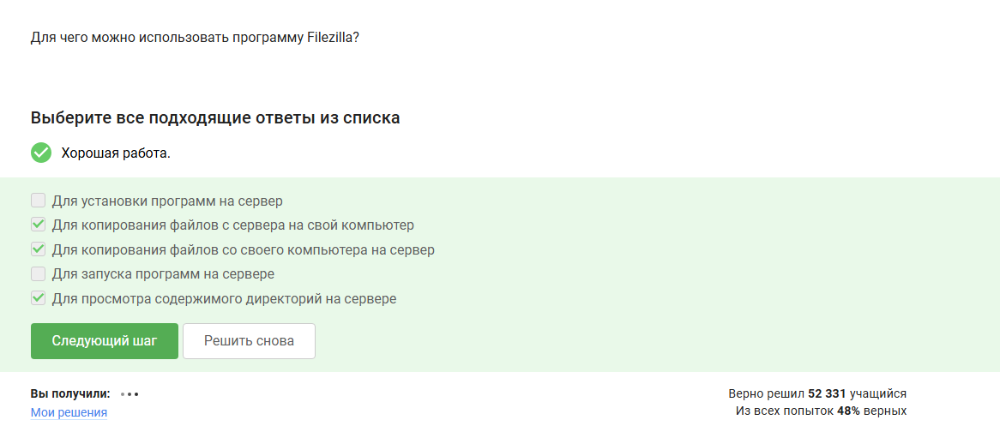 Для чего можно использовать программу Filezilla?
Выберите все подходящие ответы из списка
Хорошая работа.
Для установки программ на сервер
Для копирования файлов с сервера на свой компьютер
Для копирования файлов со своего компьютера на сервер
Для запуска программ на сервере
Для просмотра содержимого директорий на сервере
Следующий шаг Решить снова
Вы получили: Верно решил 52 331 учащийся
Мои решения Из всех попыток 48% верных